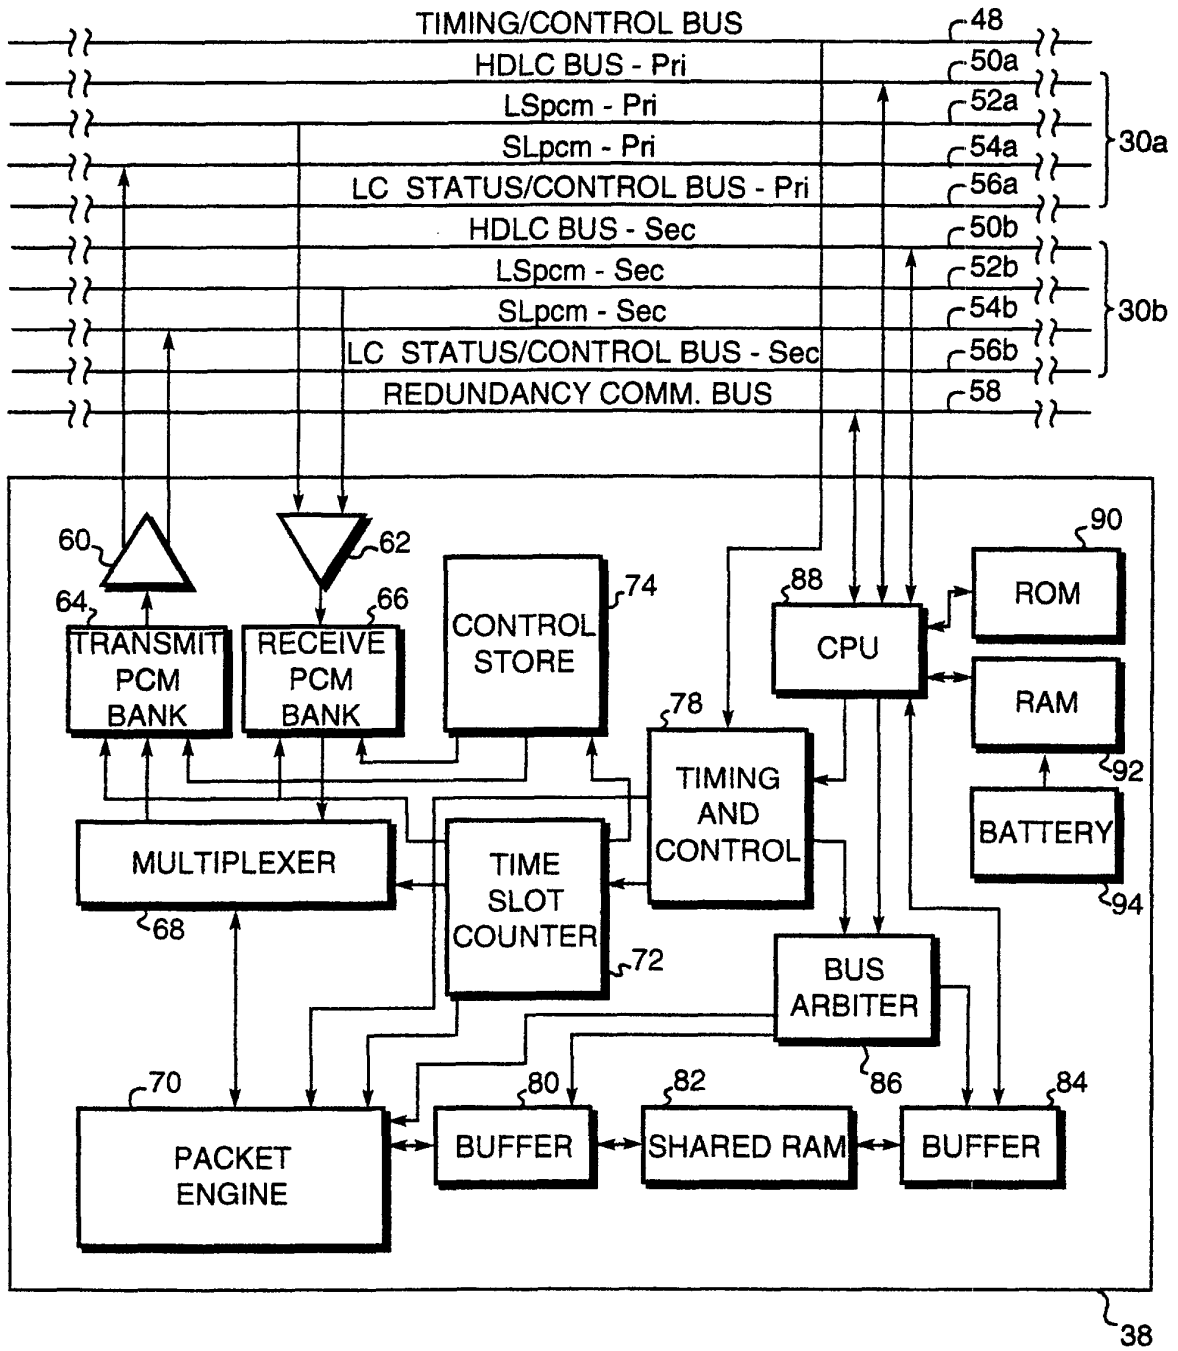 TIMING/CONTROL BUS 48
HDLC BUS - Pri 50a
LSpcm - Pri 52a
SLpcm - Pri 54a
30a
LC STATUS/CONTROL BUS - Pri 56a
HDLC BUS - Sec 50b
LSpcm - Sec 52b
SLpcm - Sec 54b
30b
LC STATUS/CONTROL BUS - Sec 56b
REDUNDANCY COMM. BUS 58
60
62
64
TRANSMIT
PCM
BANK
66
RECEIVE
PCM
BANK
74
CONTROL
STORE
88
CPU
90
ROM
RAM
92
BATTERY
94
78
TIMING
AND
CONTROL
MULTIPLEXER
68
TIME
SLOT
COUNTER
72
BUS
ARBITER
86
70
PACKET
ENGINE
80
BUFFER
82
SHARED RAM
84
BUFFER
38